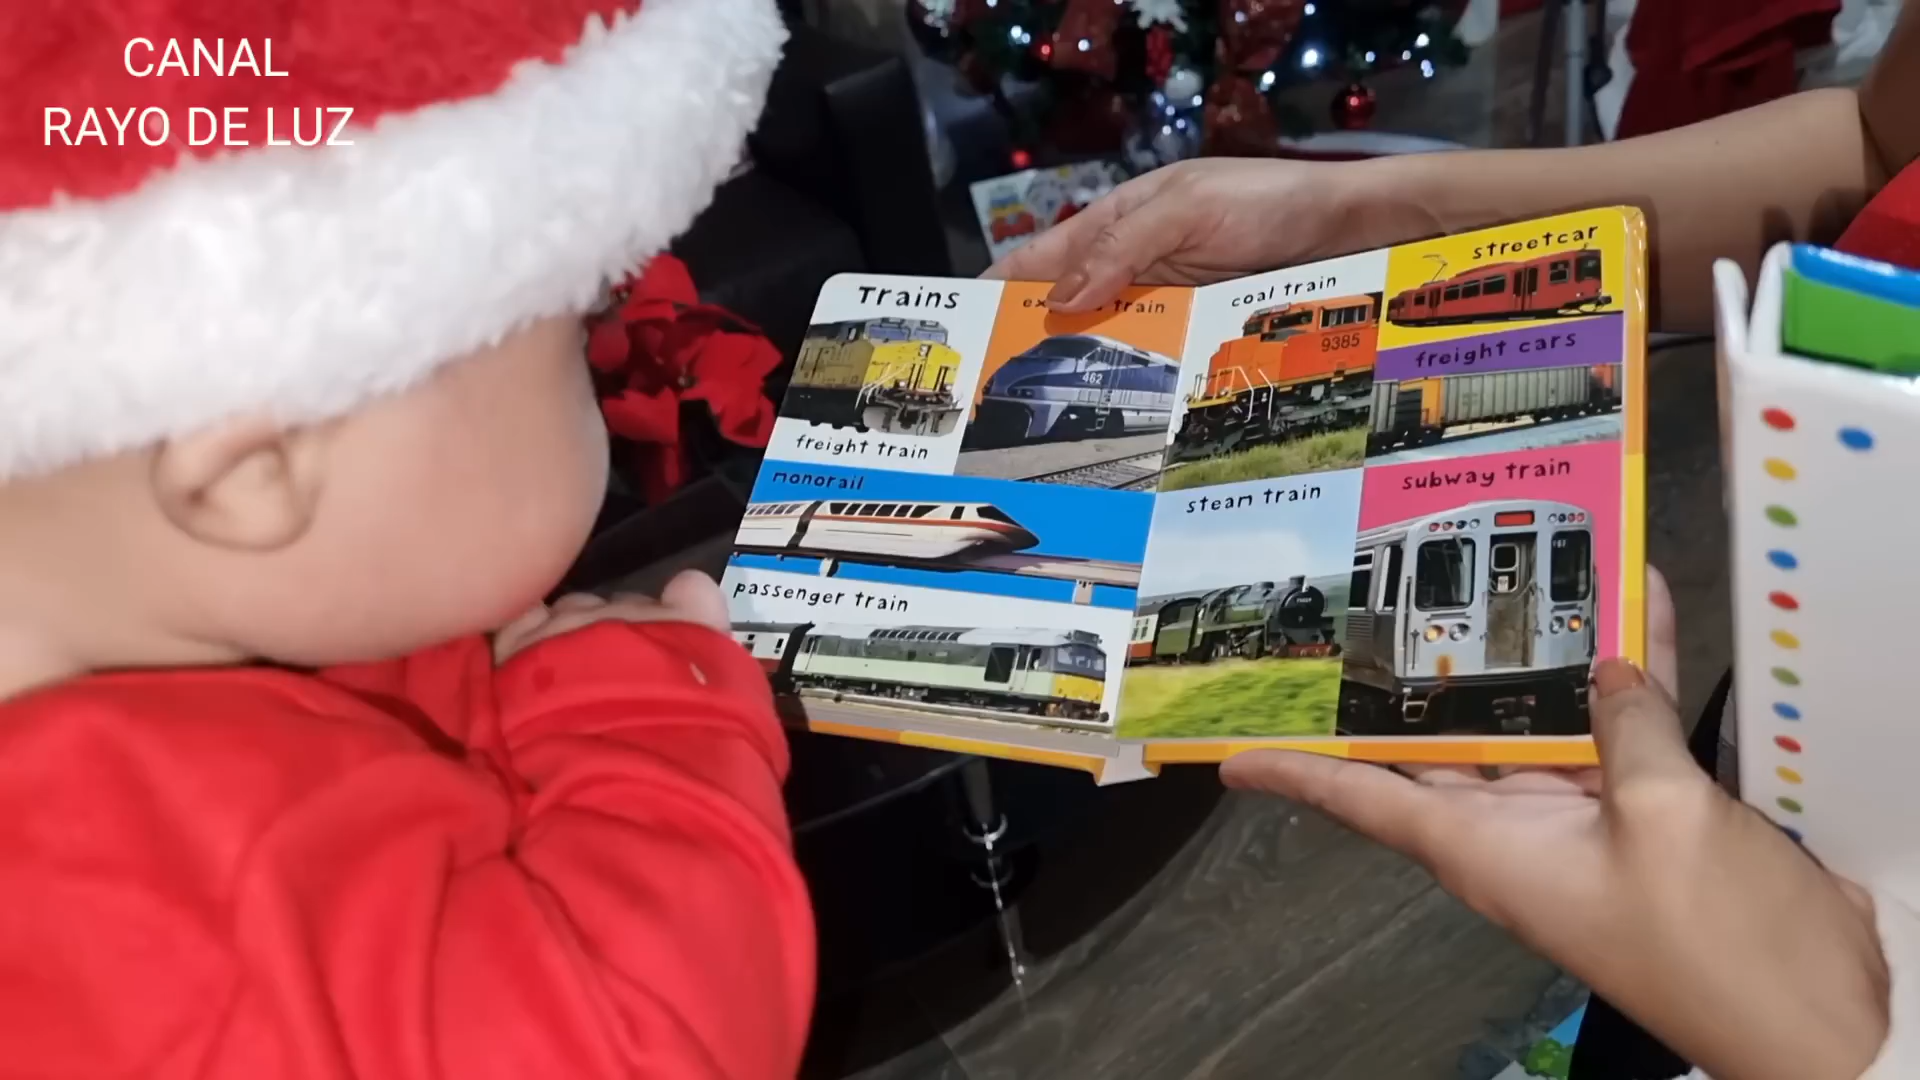 CANAL
RAYO DE LUZ
Trains
freight train
train
monorail
passenger train
462
coal train
9385
streetcar
freight cars
steam train
subway train